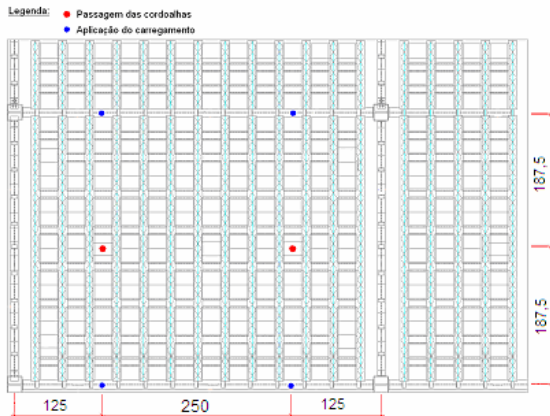 Legenda:
Passagem das cordoalhas
Aplicação do carregamento
187,5
187,5
125
250
125